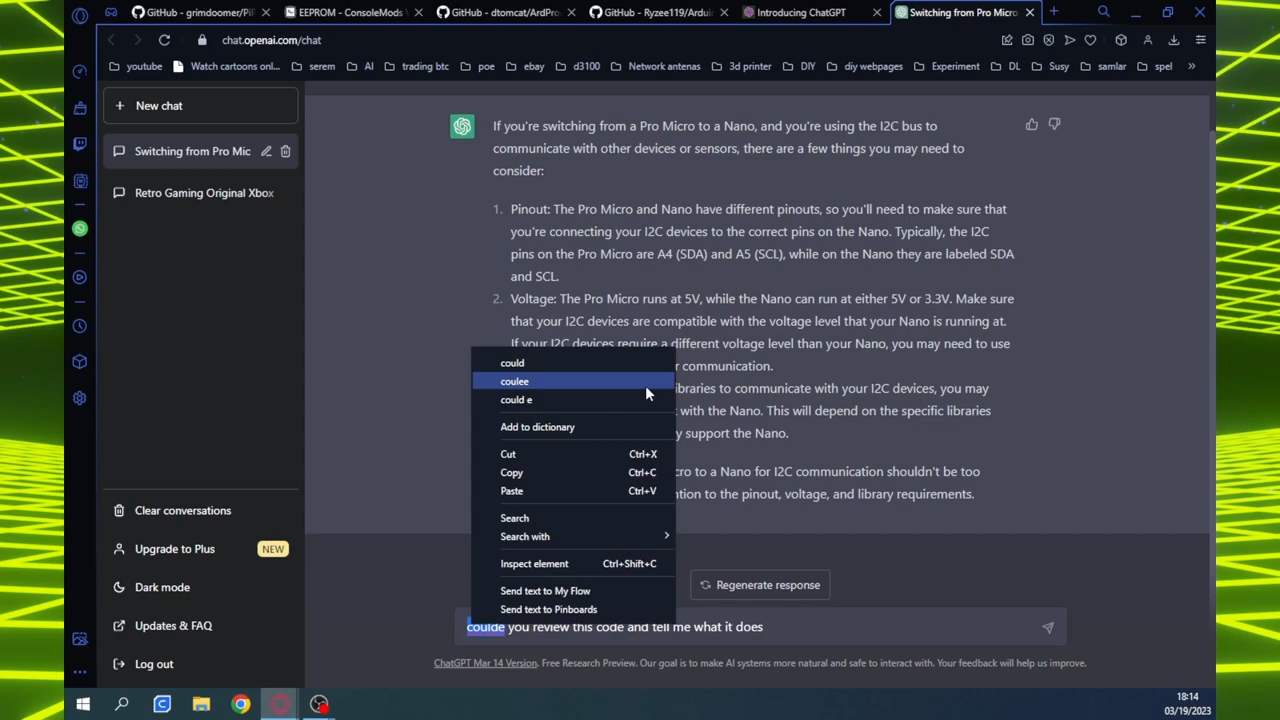 GitHub - grimdoomer/Pi
EEPROM - ConsoleMods
GitHub - dtomcat/ArdPro
GitHub - Ryzee119/Ardui
Introducing ChatGPT
Switching from Pro Micro
chat.openai.com/chat
youtube
Watch cartoons onl...
serem
AI
trading btc
poe
ebay
d3100
Network antenas
3d printer
DIY
diy webpages
Experiment
DL
Susy
samlar
spel
»
New chat
Switching from Pro Mic
Retro Gaming Original Xbox
If you're switching from a Pro Micro to a Nano, and you're using the I2C bus to
communicate with other devices or sensors, there are a few things you may need to
consider:
1. Pinout: The Pro Micro and Nano have different pinouts, so you'll need to make sure that
you're connecting your I2C devices to the correct pins on the Nano. Typically, the I2C
pins on the Pro Micro are A4 (SDA) and A5 (SCL), while on the Nano they are labeled SDA
and SCL.
2. Voltage: The Pro Micro runs at 5V, while the Nano can run at either 5V or 3.3V. Make sure
that your I2C devices are compatible with the voltage level that your Nano is running at.
If your I2C devices require a different voltage level than your Nano, you may need to use
r communication.
ibraries to communicate with your I2C devices, you may
with the Nano. This will depend on the specific libraries
y support the Nano.
cro to a Nano for I2C communication shouldn't be too
ntion to the pinout, voltage, and library requirements.
could
coulee
could e
Add to dictionary
Cut Ctrl+X
Copy Ctrl+C
Paste Ctrl+V
Search
Search with
Inspect element Ctrl+Shift+C
Send text to My Flow
Send text to Pinboards
Regenerate response
coulde you review this code and tell me what it does
ChatGPT Mar 14 Version. Free Research Preview. Our goal is to make AI systems more natural and safe to interact with. Your feedback will help us improve.
Clear conversations
Upgrade to Plus NEW
Dark mode
Updates & FAQ
Log out
18:14
03/19/2023